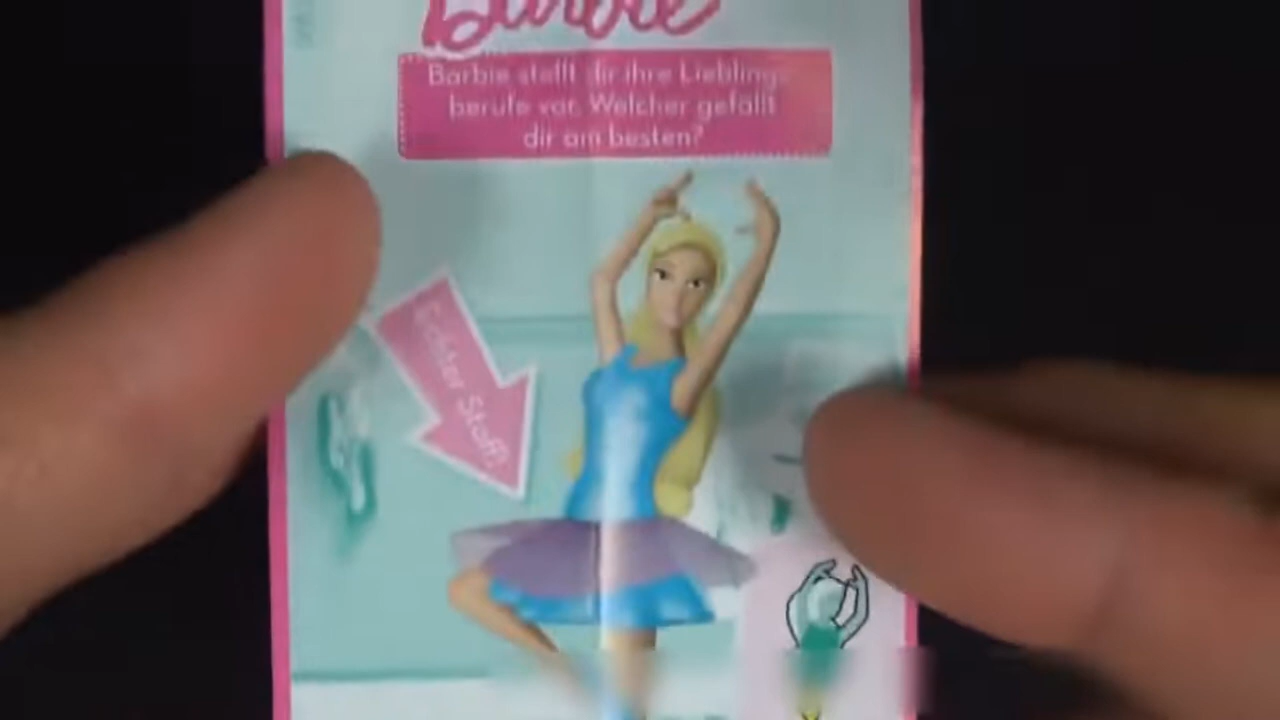 Barbie
Barbie stellt dir ihre Lieblings-
berufe vor. Welcher gefällt
dir am besten?
Echter Stoff!